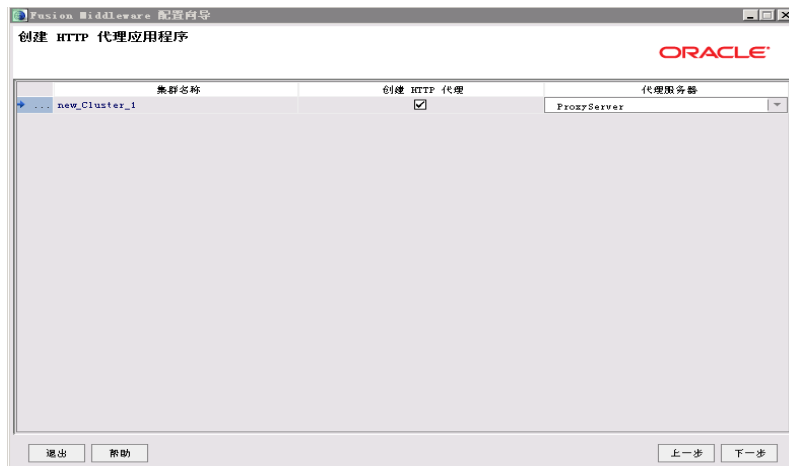 Fusion Middleware 配置向导
创建 HTTP 代理应用程序
ORACLE
集群名称 创建 HTTP 代理 代理服务器
... new_Cluster_1 ProxyServer
退出 帮助 上一步 下一步